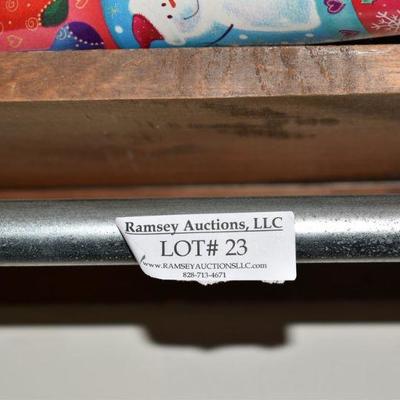 Ramsey Auctions, LLC
LOT# 23
www.RAMSEYAUCTIONSLLC.com
828-713-4671